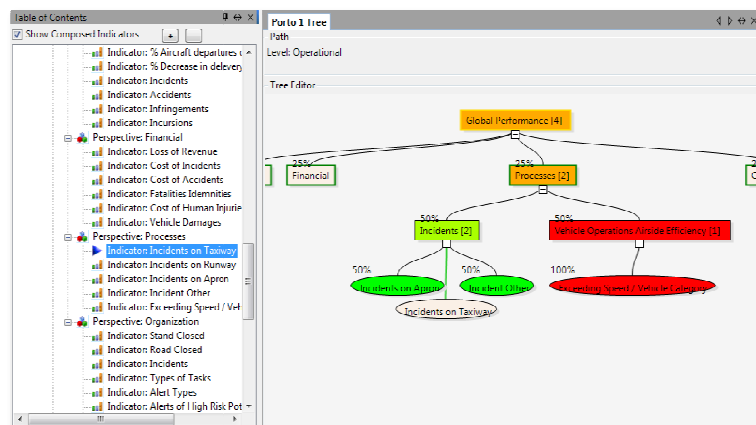 Table of Contents
Show Composed Indicators
+
Indicator: % Aircraft departures
Indicator: % Decrease in delevery
Indicator: Incidents
Indicator: Accidents
Indicator: Infringements
Indicator: Incursions
Perspective: Financial
Indicator: Loss of Revenue
Indicator: Cost of Incidents
Indicator: Cost of Accidents
Indicator: Fatalities Idemnities
Indicator: Cost of Human Injurie
Indicator: Vehicle Damages
Perspective: Processes
Indicator: Incidents on Taxiway
Indicator: Incidents on Runway
Indicator: Incidents on Apron
Indicator: Incident Other
Indicator: Exceeding Speed / Veh
Perspective: Organization
Indicator: Stand Closed
Indicator: Road Closed
Indicator: Incidents
Indicator: Types of Tasks
Indicator: Alert Types
Indicator: Alerts of High Risk Pot
Porto 1 Tree
Path
Level: Operational
Tree Editor
Global Performance [4]
25%
Financial
25%
Processes [2]
50%
Incidents [2]
50%
Vehicle Operations Airside Efficiency [1]
50%
Incidents on Apron
50%
Incident Other
100%
Exceeding Speed / Vehicle Category
Incidents on Taxiway